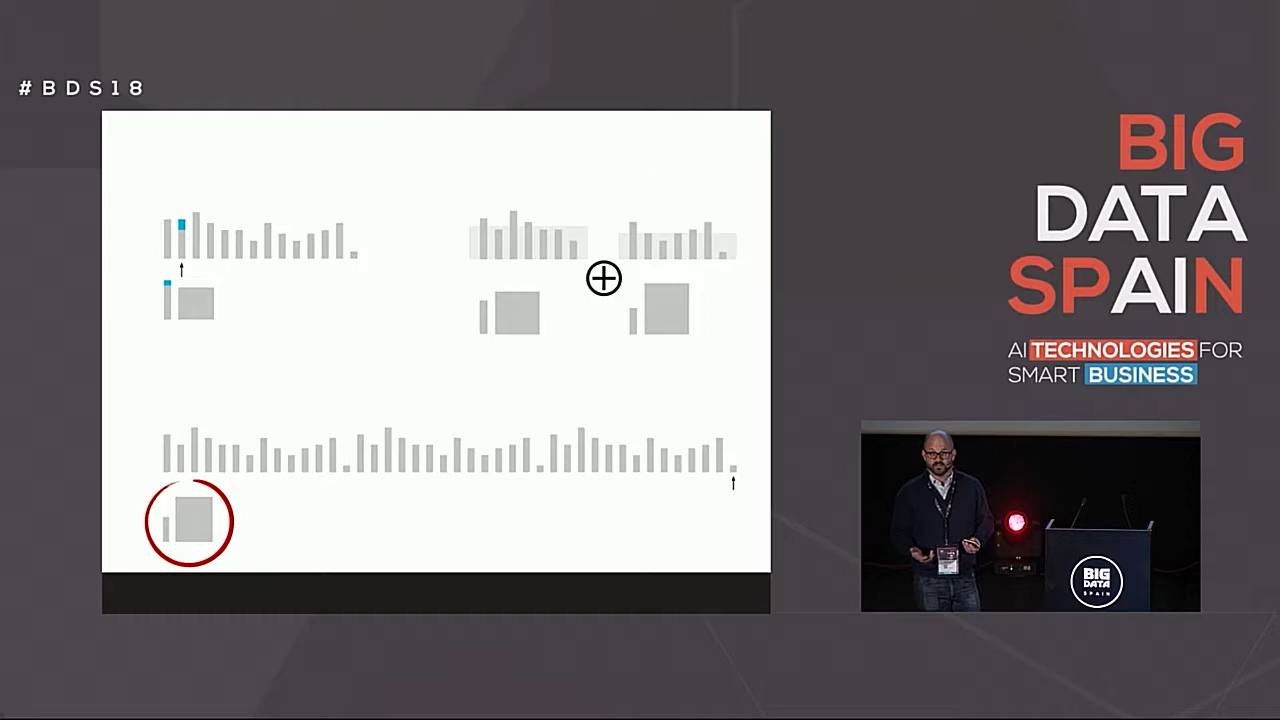 #BDS18
BIG
DATA
SPAIN
AI TECHNOLOGIES FOR
SMART BUSINESS
BIG
DATA
SPAIN